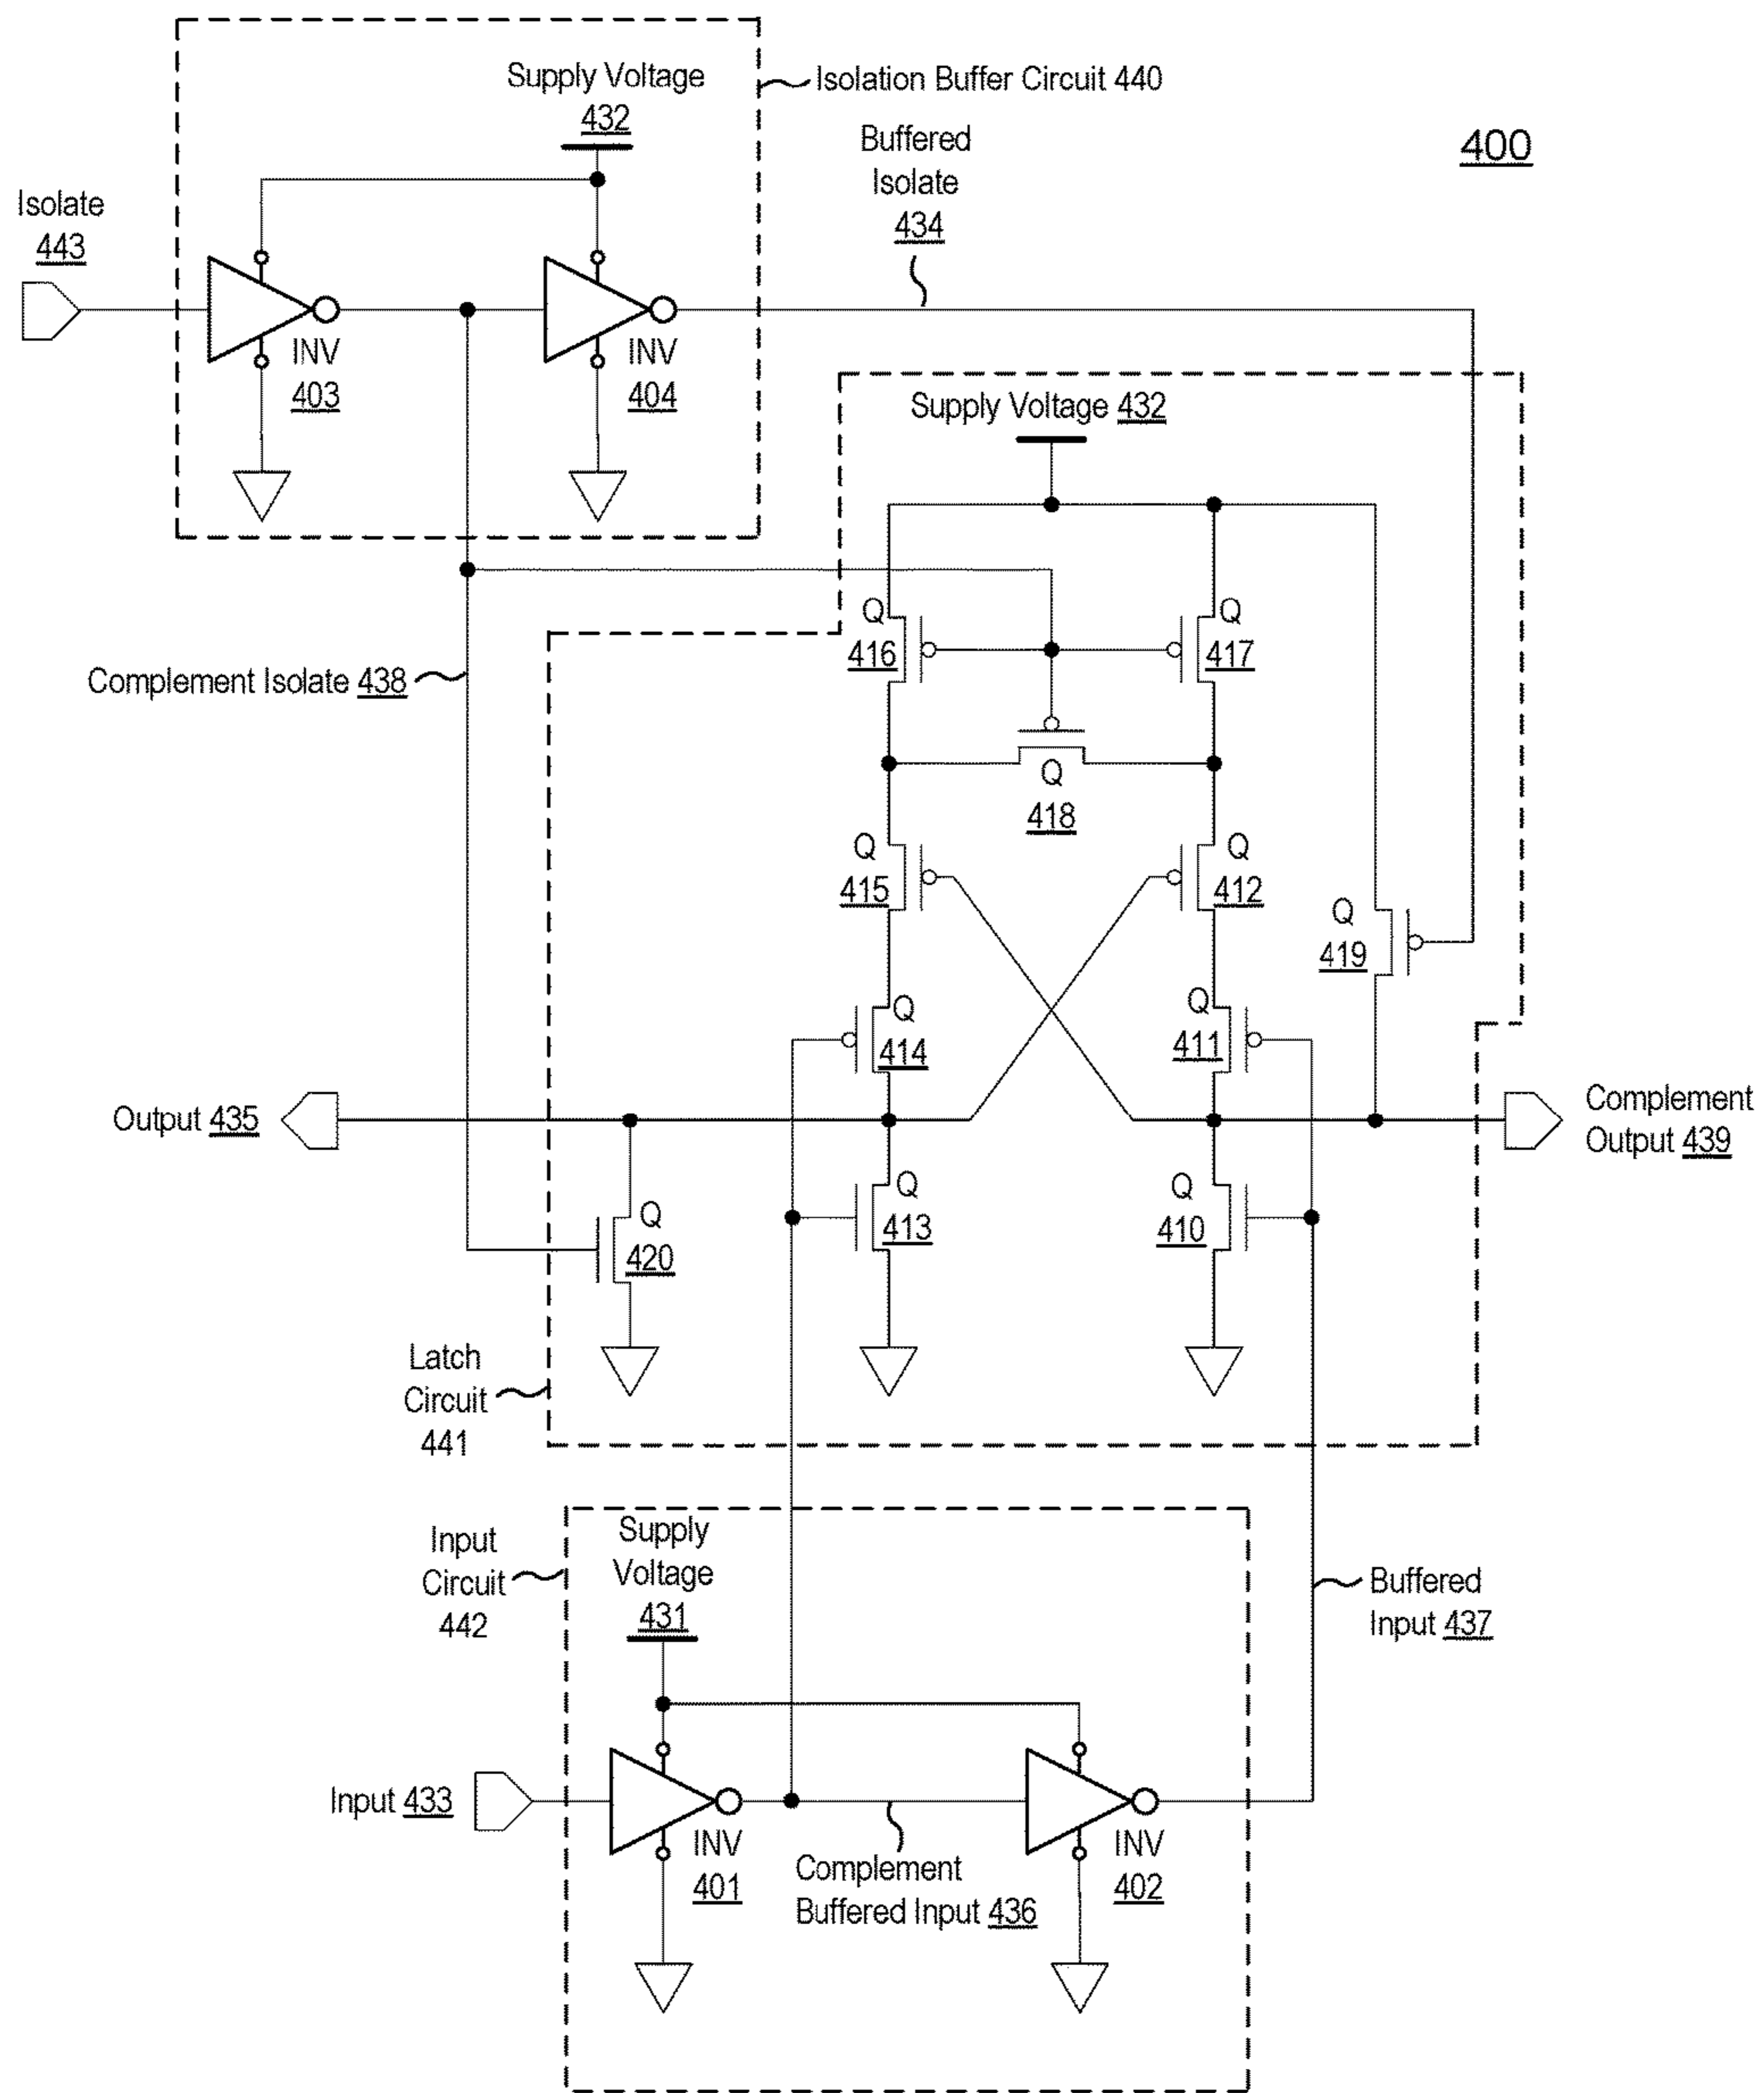 400
Supply Voltage
432
Isolation Buffer Circuit 440
Buffered
Isolate
434
Isolate
443
INV
403
INV
404
Supply Voltage 432
Complement Isolate 438
Q
416
Q
417
Q
418
Q
415
Q
412
Q
419
Q
414
Q
411
Output 435
Complement
Output 439
Q
420
Q
413
Q
410
Latch
Circuit
441
Input
Circuit
442
Supply
Voltage
431
Buffered
Input 437
Input 433
INV
401
Complement
Buffered Input 436
INV
402